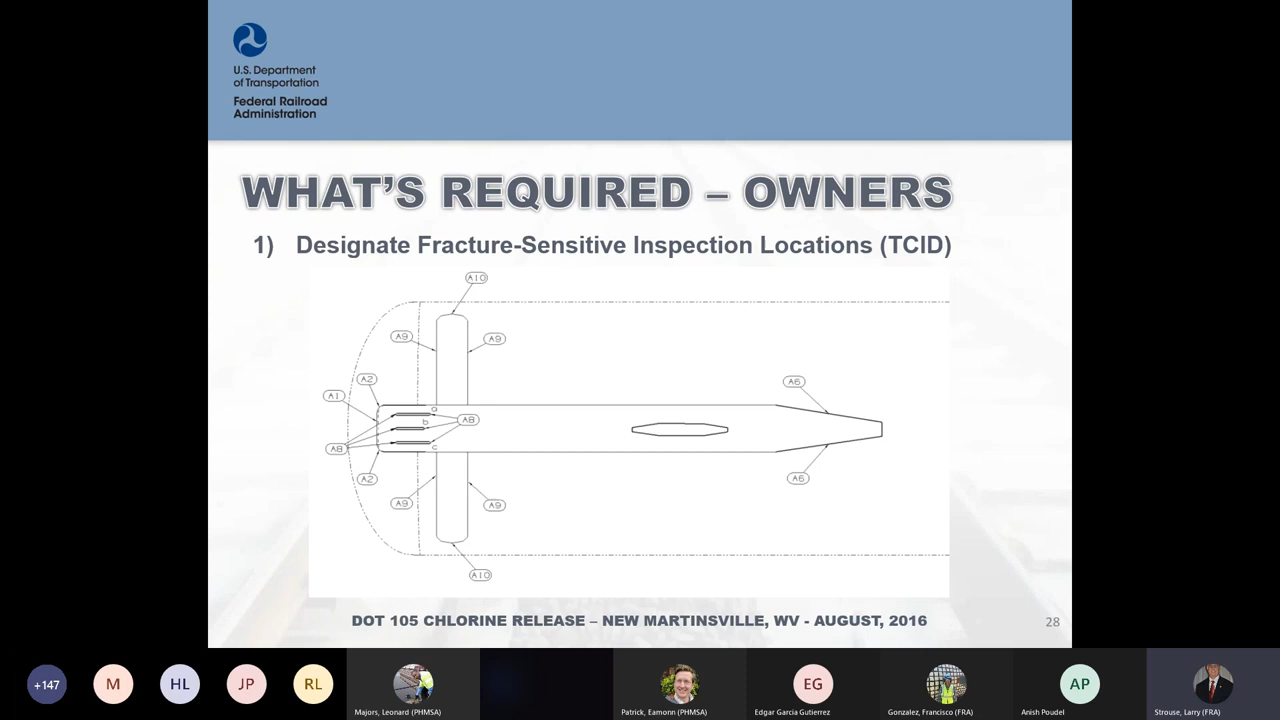 U.S. Department
of Transportation
Federal Railroad
Administration
WHAT'S REQUIRED – OWNERS
1) Designate Fracture-Sensitive Inspection Locations (TCID)
A10
A9
A9
A2
A1
A6
a
A8
b
A8
c
A2
A6
A9
A9
A10
DOT 105 CHLORINE RELEASE – NEW MARTINSVILLE, WV - AUGUST, 2016
28
+147
M
HL
JP
RL
Majors, Leonard (PHMSA)
Patrick, Eamonn (PHMSA)
EG
Edgar Garcia Gutierrez
Gonzalez, Francisco (FRA)
AP
Anish Poudel
Strouse, Larry (FRA)